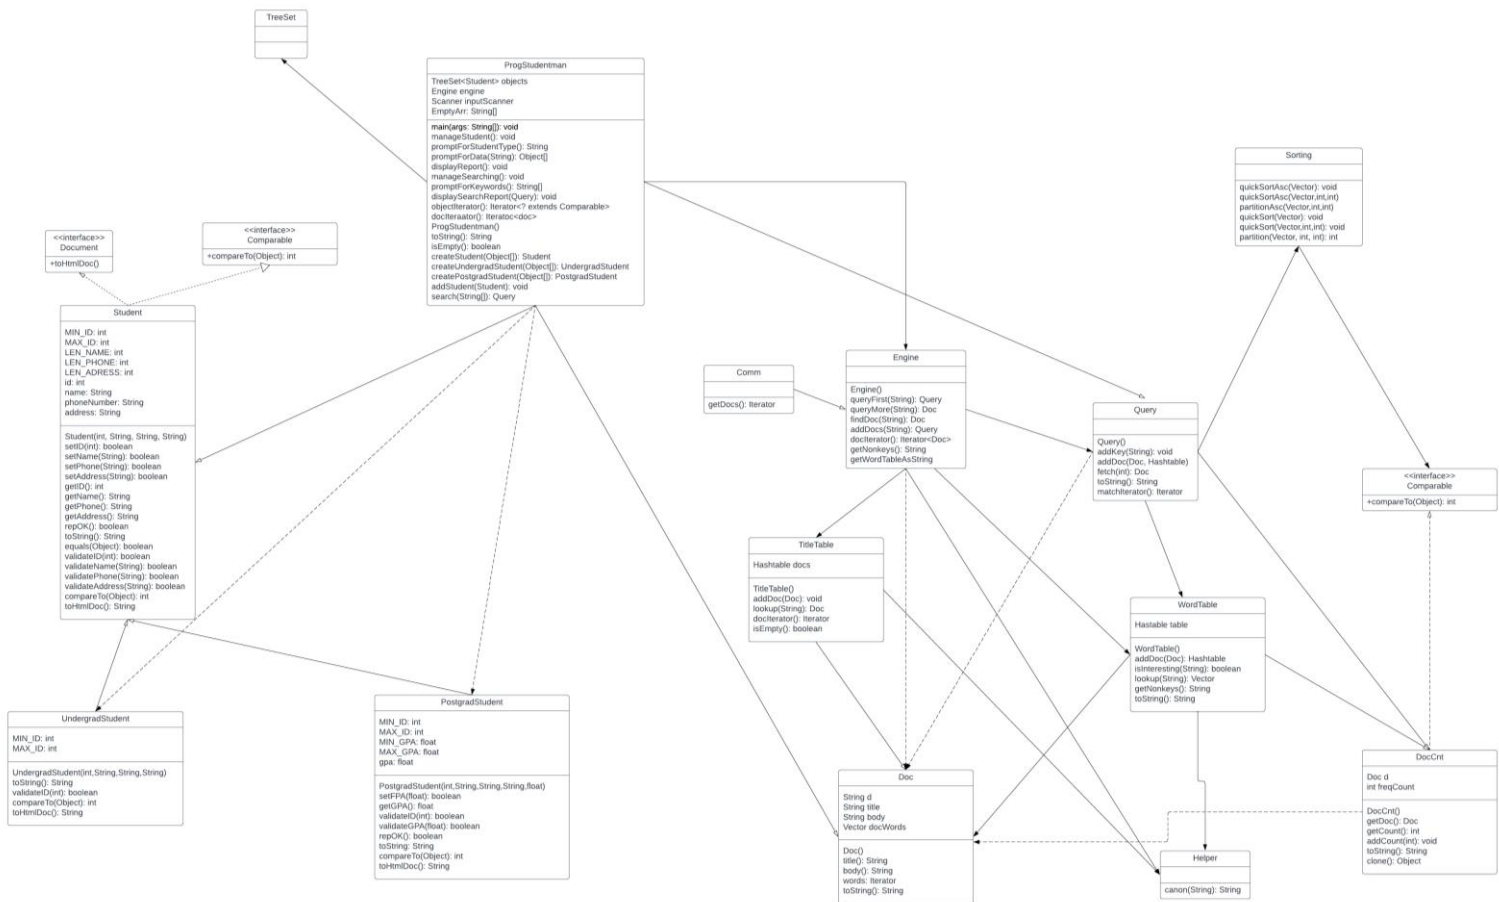 TreeSet
ProgStudentman
TreeSet<Student> objects
Engine engine
Scanner inputScanner
EmptyArr: String[]
main(args: String[]): void
manageStudent(): void
promptForStudentType(): String
promptForData(String): Object[]
displayReport(): void
manageSearching(): void
promptForKeywords(): String[]
displaySearchReport(Query): void
objectIterator(): Iterator<? extends Comparable>
docIteraator(): Iteratoc<doc>
ProgStudentman()
toString(): String
isEmpty(): boolean
createStudent(Object[]): Student
createUndergradStudent(Object[]): UndergradStudent
createPostgradStudent(Object[]): PostgradStudent
addStudent(Student): void
search(String[]): Query
Sorting
quickSortAsc(Vector): void
quickSortAsc(Vector,int,int)
partitionAsc(Vector,int,int)
quickSort(Vector): void
quickSort(Vector,int,int): void
partition(Vector, int, int): int
<<interface>>
Document
+toHtmlDoc()
<<interface>>
Comparable
+compareTo(Object): int
Student
MIN_ID: int
MAX_ID: int
LEN_NAME: int
LEN_PHONE: int
LEN_ADRESS: int
id: int
name: String
phoneNumber: String
address: String
Student(int, String, String, String)
setID(int): boolean
setName(String): boolean
setPhone(String): boolean
setAddress(String): boolean
getID(): int
getName(): String
getPhone(): String
getAddress(): String
repOK(): boolean
toString(): String
equals(Object): boolean
validateID(int): boolean
validateName(String): boolean
validatePhone(String): boolean
validateAddress(String): boolean
compareTo(Object): int
toHtmlDoc(): String
Comm
getDocs(): Iterator
Engine
Engine()
queryFirst(String): Query
queryMore(String): Doc
findDoc(String): Doc
addDocs(String): Query
docIterator(): Iterator<Doc>
getNonkeys(): String
getWordTableAsString
Query
Query()
addKey(String): void
addDoc(Doc, Hashtable)
fetch(int): Doc
toString(): String
matchIterator(): Iterator
<<interface>>
Comparable
+compareTo(Object): int
TitleTable
Hashtable docs
TitleTable()
addDoc(Doc): void
lookup(String): Doc
docIterator(): Iterator
isEmpty(): boolean
WordTable
Hastable table
WordTable()
addDoc(Doc): Hashtable
isInteresting(String): boolean
lookup(String): Vector
getNonkeys(): String
toString(): String
UndergradStudent
MIN_ID: int
MAX_ID: int
UndergradStudent(int,String,String,String)
toString(): String
validateID(int): boolean
compareTo(Object): int
toHtmlDoc(): String
PostgradStudent
MIN_ID: int
MAX_ID: int
MIN_GPA: float
MAX_GPA: float
gpa: float
PostgradStudent(int,String,String,String,float)
setFPA(float): boolean
getGPA(): float
validateID(int): boolean
validateGPA(float): boolean
repOK(): boolean
toString: String
compareTo(Object): int
toHtmlDoc(): String
Doc
String d
String title
String body
Vector docWords
Doc()
title(): String
body(): String
words: Iterator
toString(): String
Helper
canon(String): String
DocCnt
Doc d
int freqCount
DocCnt()
getDoc(): Doc
getCount(): int
addCount(int): void
toString(): String
clone(): Object